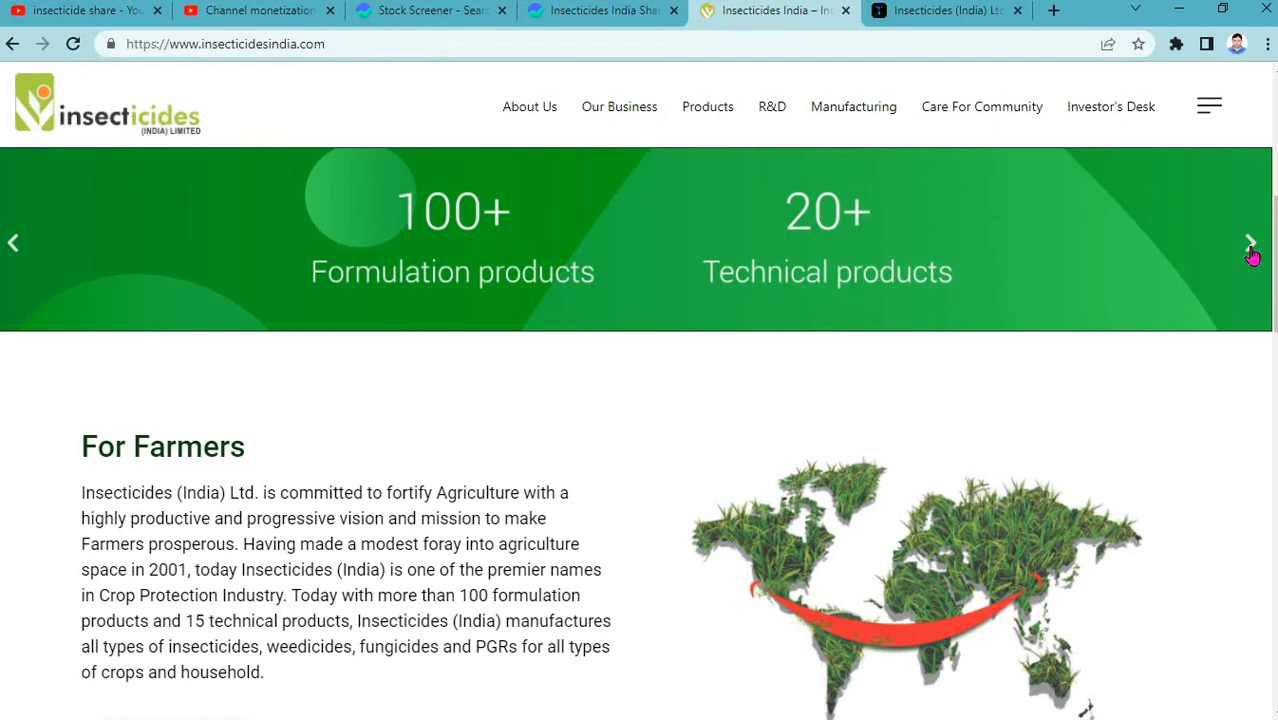 insecticide share - You
Channel monetization
Stock Screener - Sear
Insecticides India Sha
Insecticides India – In
Insecticides (India) Lt
https://www.insecticidesindia.com
insecticides
(INDIA) LIMITED
About Us
Our Business
Products
R&D
Manufacturing
Care For Community
Investor's Desk
100+
20+
Formulation products
Technical products
For Farmers
Insecticides (India) Ltd. is committed to fortify Agriculture with a
highly productive and progressive vision and mission to make
Farmers prosperous. Having made a modest foray into agriculture
space in 2001, today Insecticides (India) is one of the premier names
in Crop Protection Industry. Today with more than 100 formulation
products and 15 technical products, Insecticides (India) manufactures
all types of insecticides, weedicides, fungicides and PGRs for all types
of crops and household.